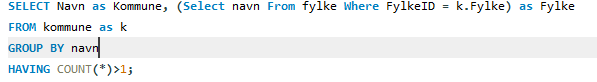 SELECT Navn as Kommune, (Select navn From fylke Where FylkeID = k.Fylke) as Fylke
FROM kommune as k
GROUP BY navn
HAVING COUNT(*)>1;